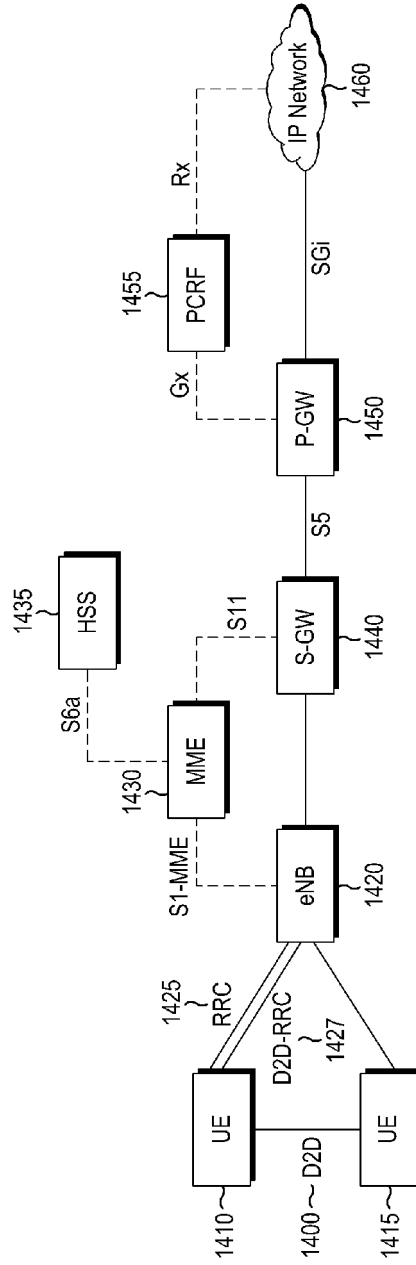 1435
HSS
S6a
1455
PCRF
Gx
Rx
1430
MME
S1-MME
S11
1425
RRC
UE
1410
D2D-RRC
1427
1400
D2D
UE
1415
eNB
1420
S-GW
1440
S5
P-GW
1450
SGi
IP Network
1460